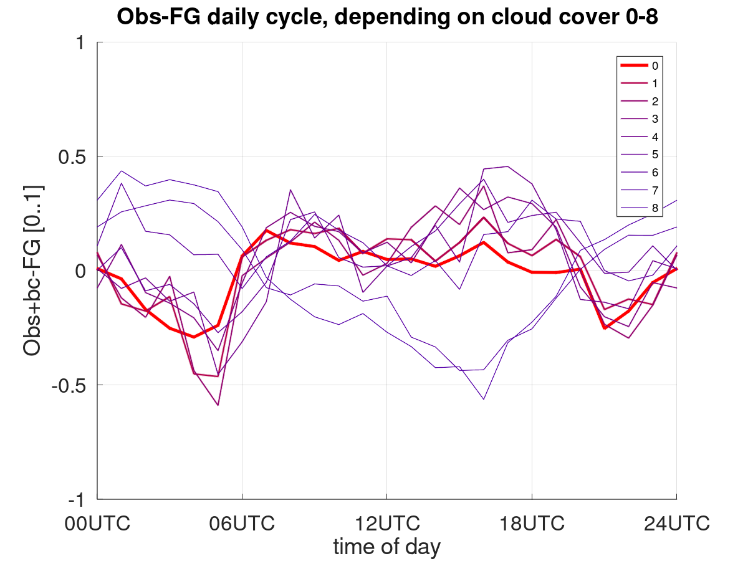 Obs-FG daily cycle, depending on cloud cover 0-8
1
0.5
0
-0.5
-1
Obs+bc-FG [0..1]
00UTC
06UTC
12UTC
18UTC
24UTC
time of day
0
1
2
3
4
5
6
7
8